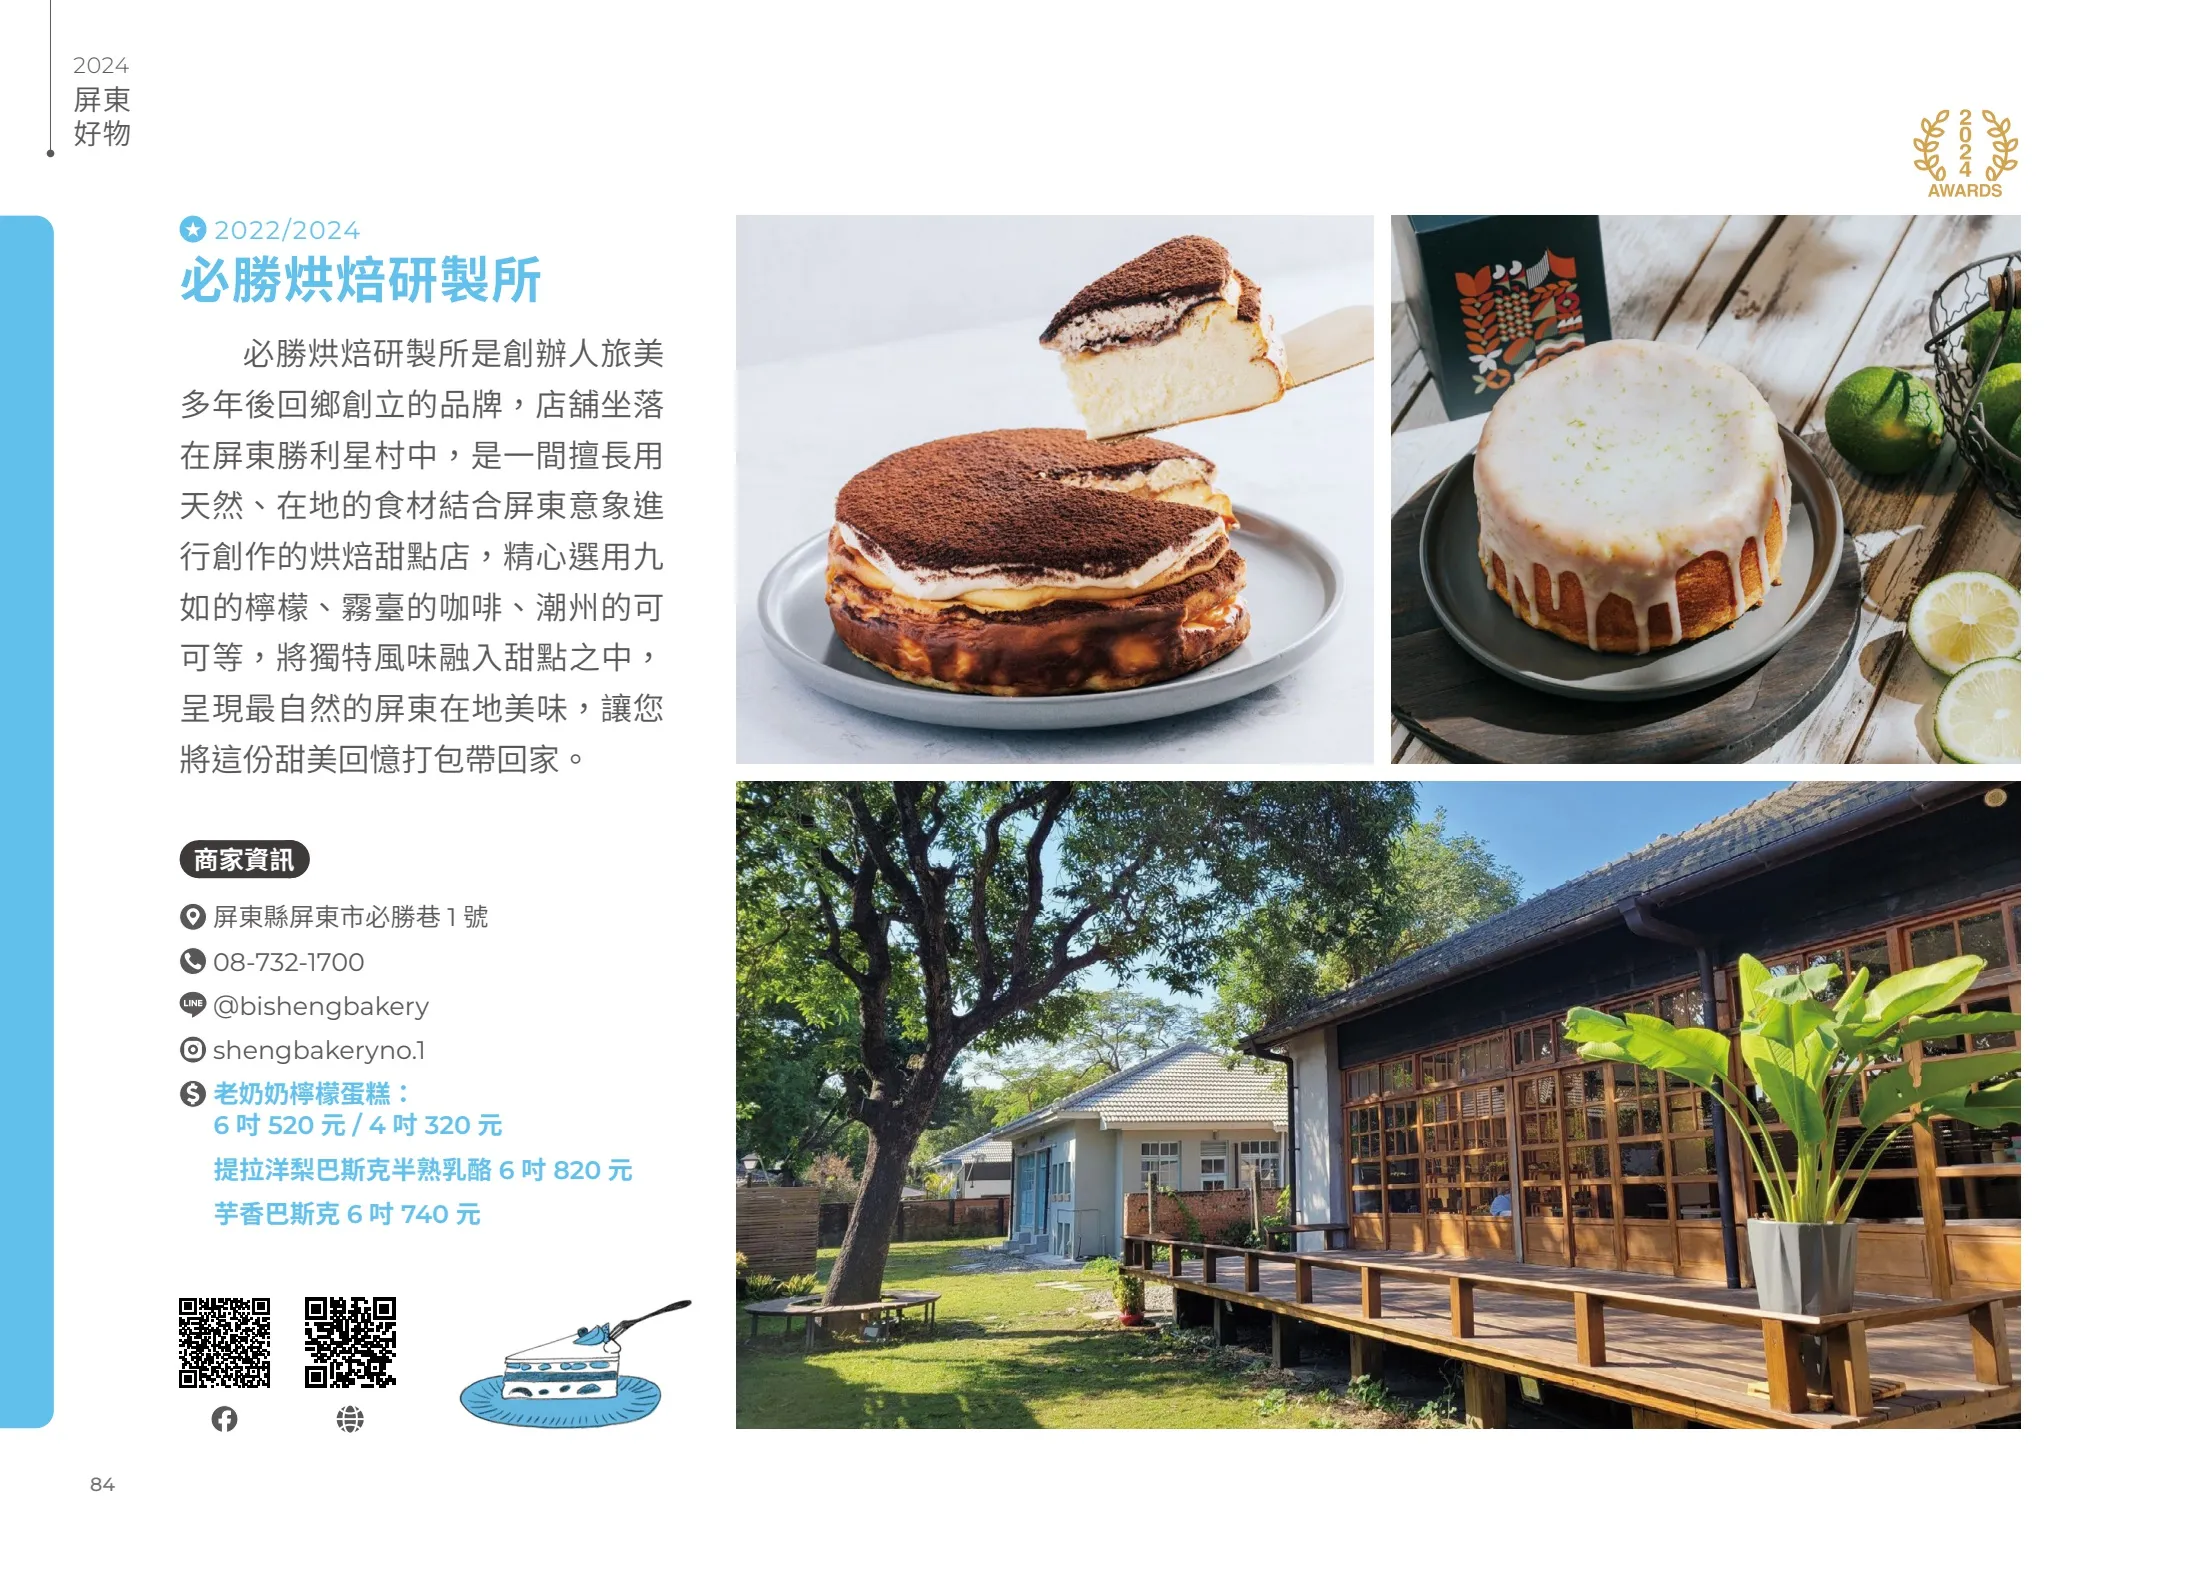 2024
屏東
好物
2024
AWARDS
2022/2024
必勝烘焙研製所
必勝烘焙研製所是創辦人旅美
多年後回鄉創立的品牌，店舖坐落
在屏東勝利星村中，是一間擅長用
天然、在地的食材結合屏東意象進
行創作的烘焙甜點店，精心選用九
如的檸檬、霧臺的咖啡、潮州的可
可等，將獨特風味融入甜點之中，
呈現最自然的屏東在地美味，讓您
將這份甜美回憶打包帶回家。
商家資訊
屏東縣屏東市必勝巷 1 號
08-732-1700
LINE @bishengbakery
shengbakeryno.1
$ 老奶奶檸檬蛋糕：
6 吋 520 元 / 4 吋 320 元
提拉洋梨巴斯克半熟乳酪 6 吋 820 元
芋香巴斯克 6 吋 740 元
84